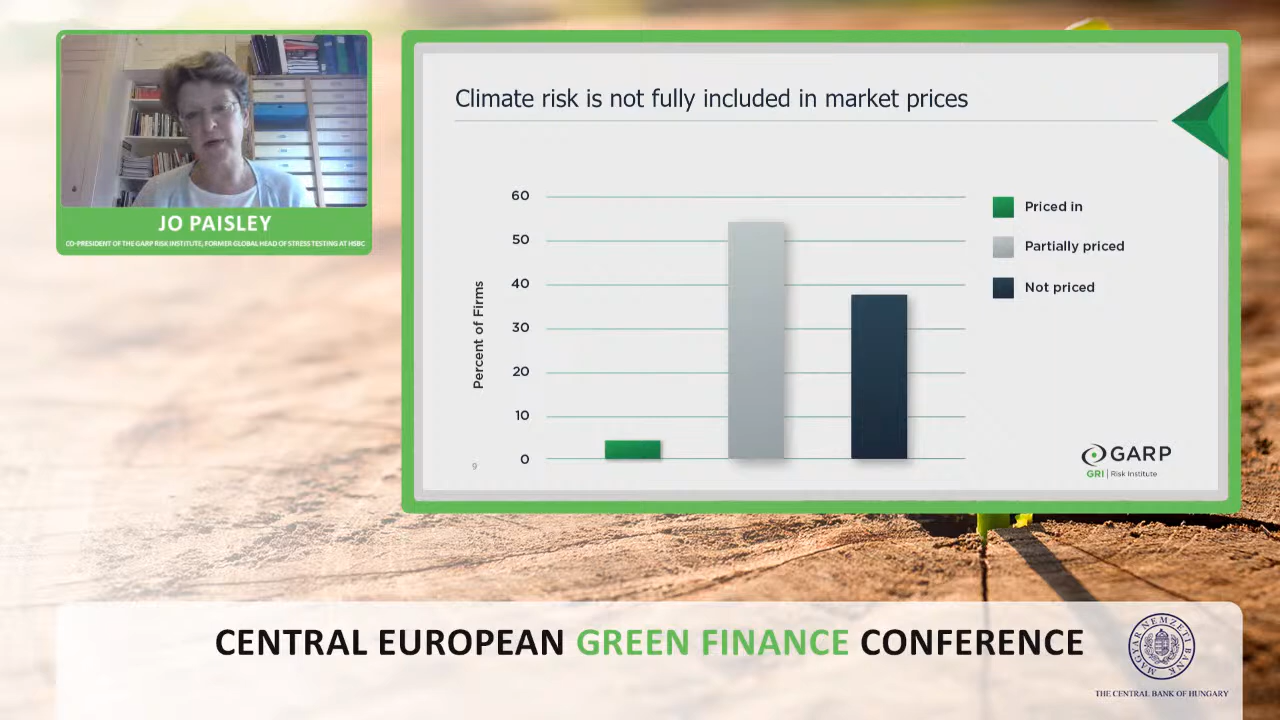 JO PAISLEY
CO-PRESIDENT OF THE GARP RISK INSTITUTE, FORMER GLOBAL HEAD OF STRESS TESTING AT HSBC
Climate risk is not fully included in market prices
Percent of Firms
60
50
40
30
20
10
0
Priced in
Partially priced
Not priced
9
GARP
GRI | Risk Institute
CENTRAL EUROPEAN GREEN FINANCE CONFERENCE
MAGYAR NEMZETI BANK
THE CENTRAL BANK OF HUNGARY